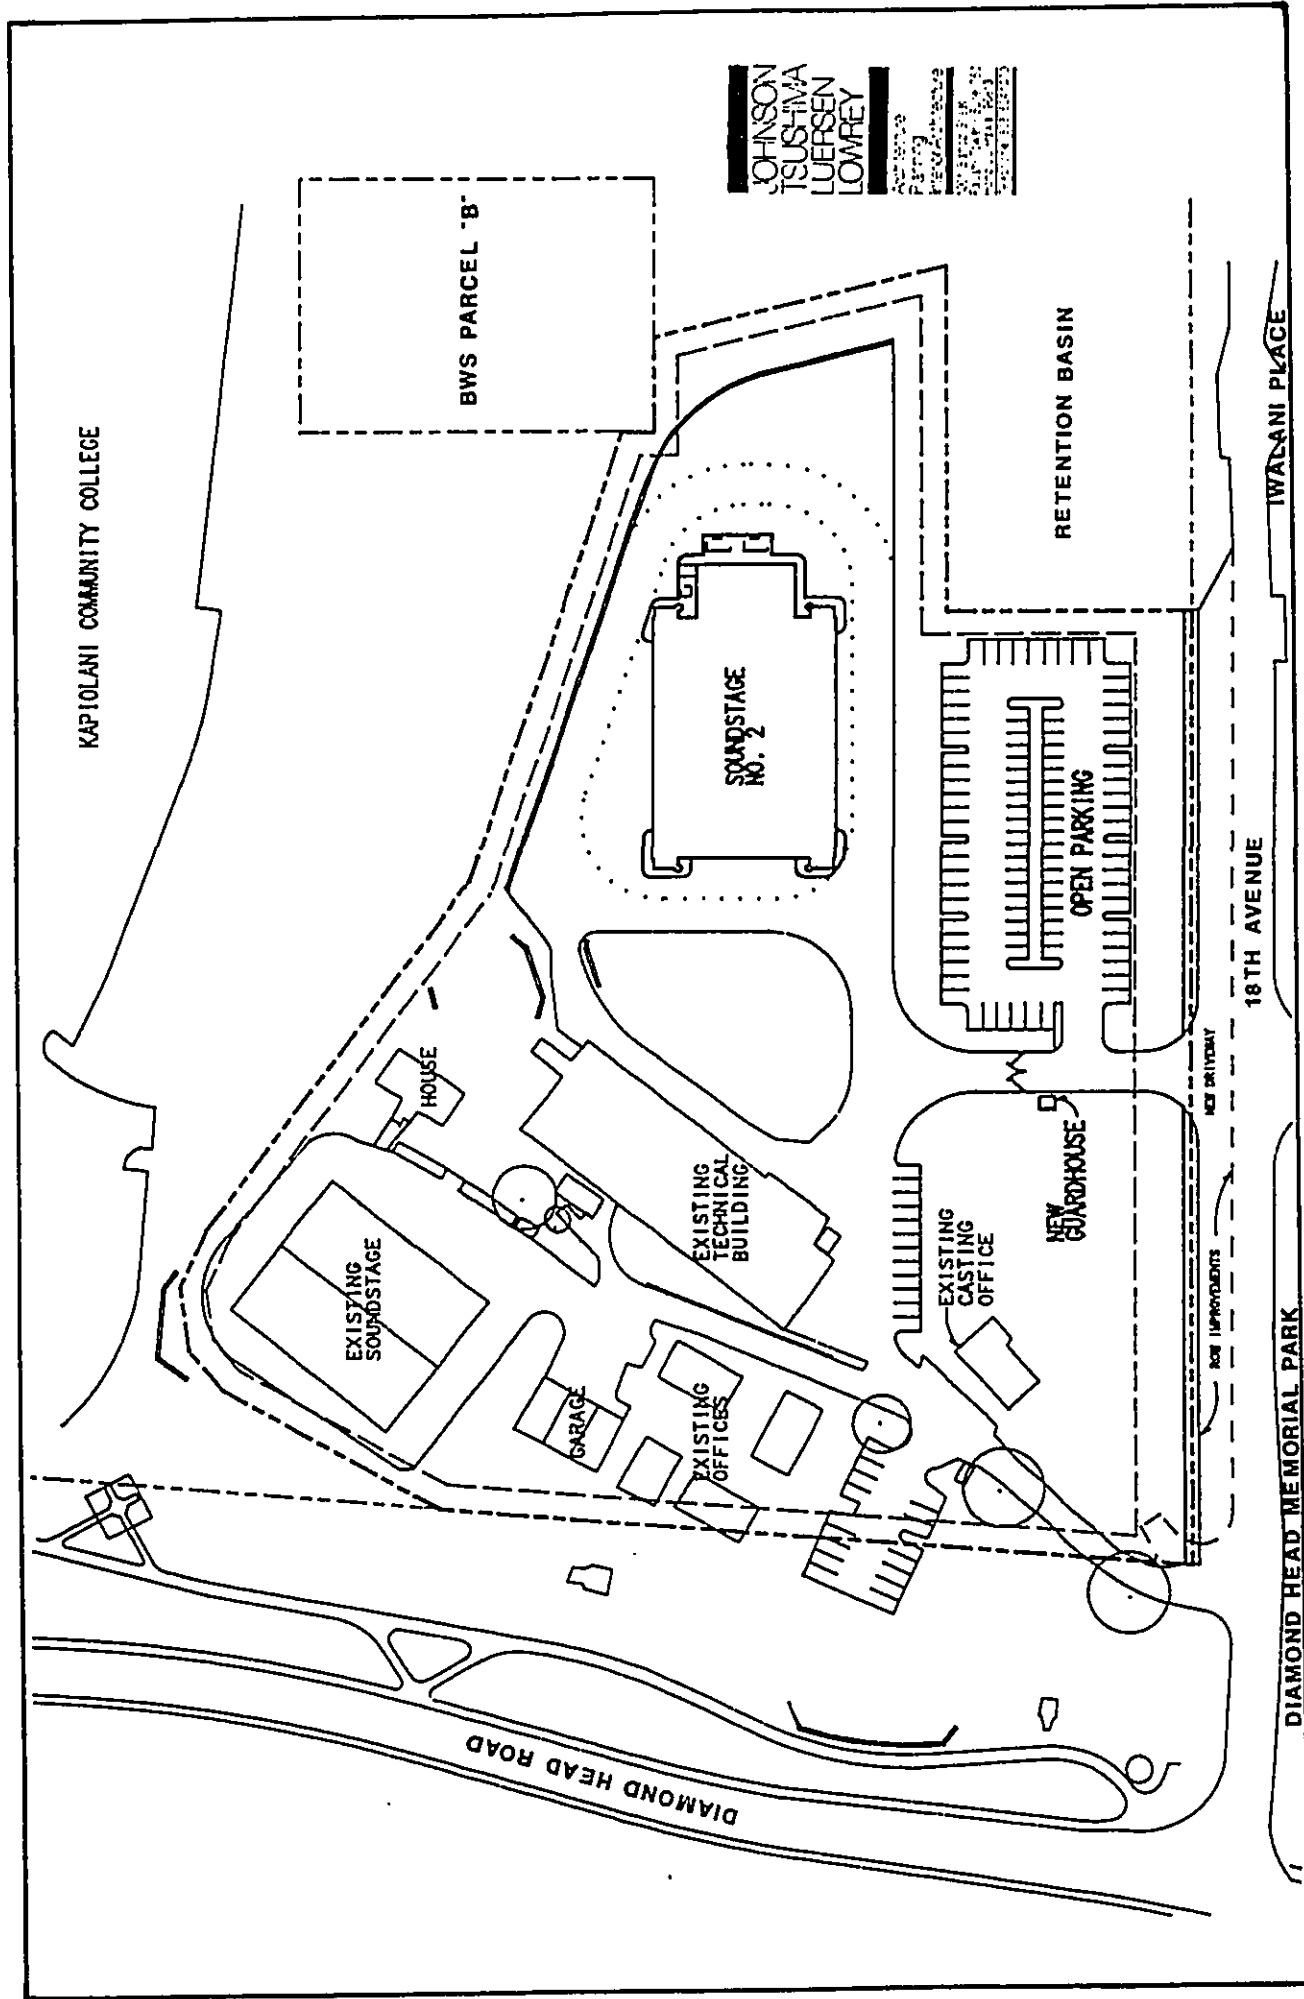 KAPIOLANI COMMUNITY COLLEGE
BWS PARCEL "B"
JOHNSON
TSUSHIMA
LUERSEN
LOWREY
RETENTION BASIN
SOUNDSTAGE
NO. 2
OPEN PARKING
HOUSE
EXISTING
SOUNDSTAGE
EXISTING
TECHNICAL
BUILDING
NEW
GUARDHOUSE
EXISTING
CASTING
OFFICE
GARAGE
EXISTING
OFFICES
NEW DRIVEWAY
ROW IMPROVEMENTS
18TH AVENUE
IWALANI PLACE
DIAMOND HEAD MEMORIAL PARK
DIAMOND HEAD ROAD